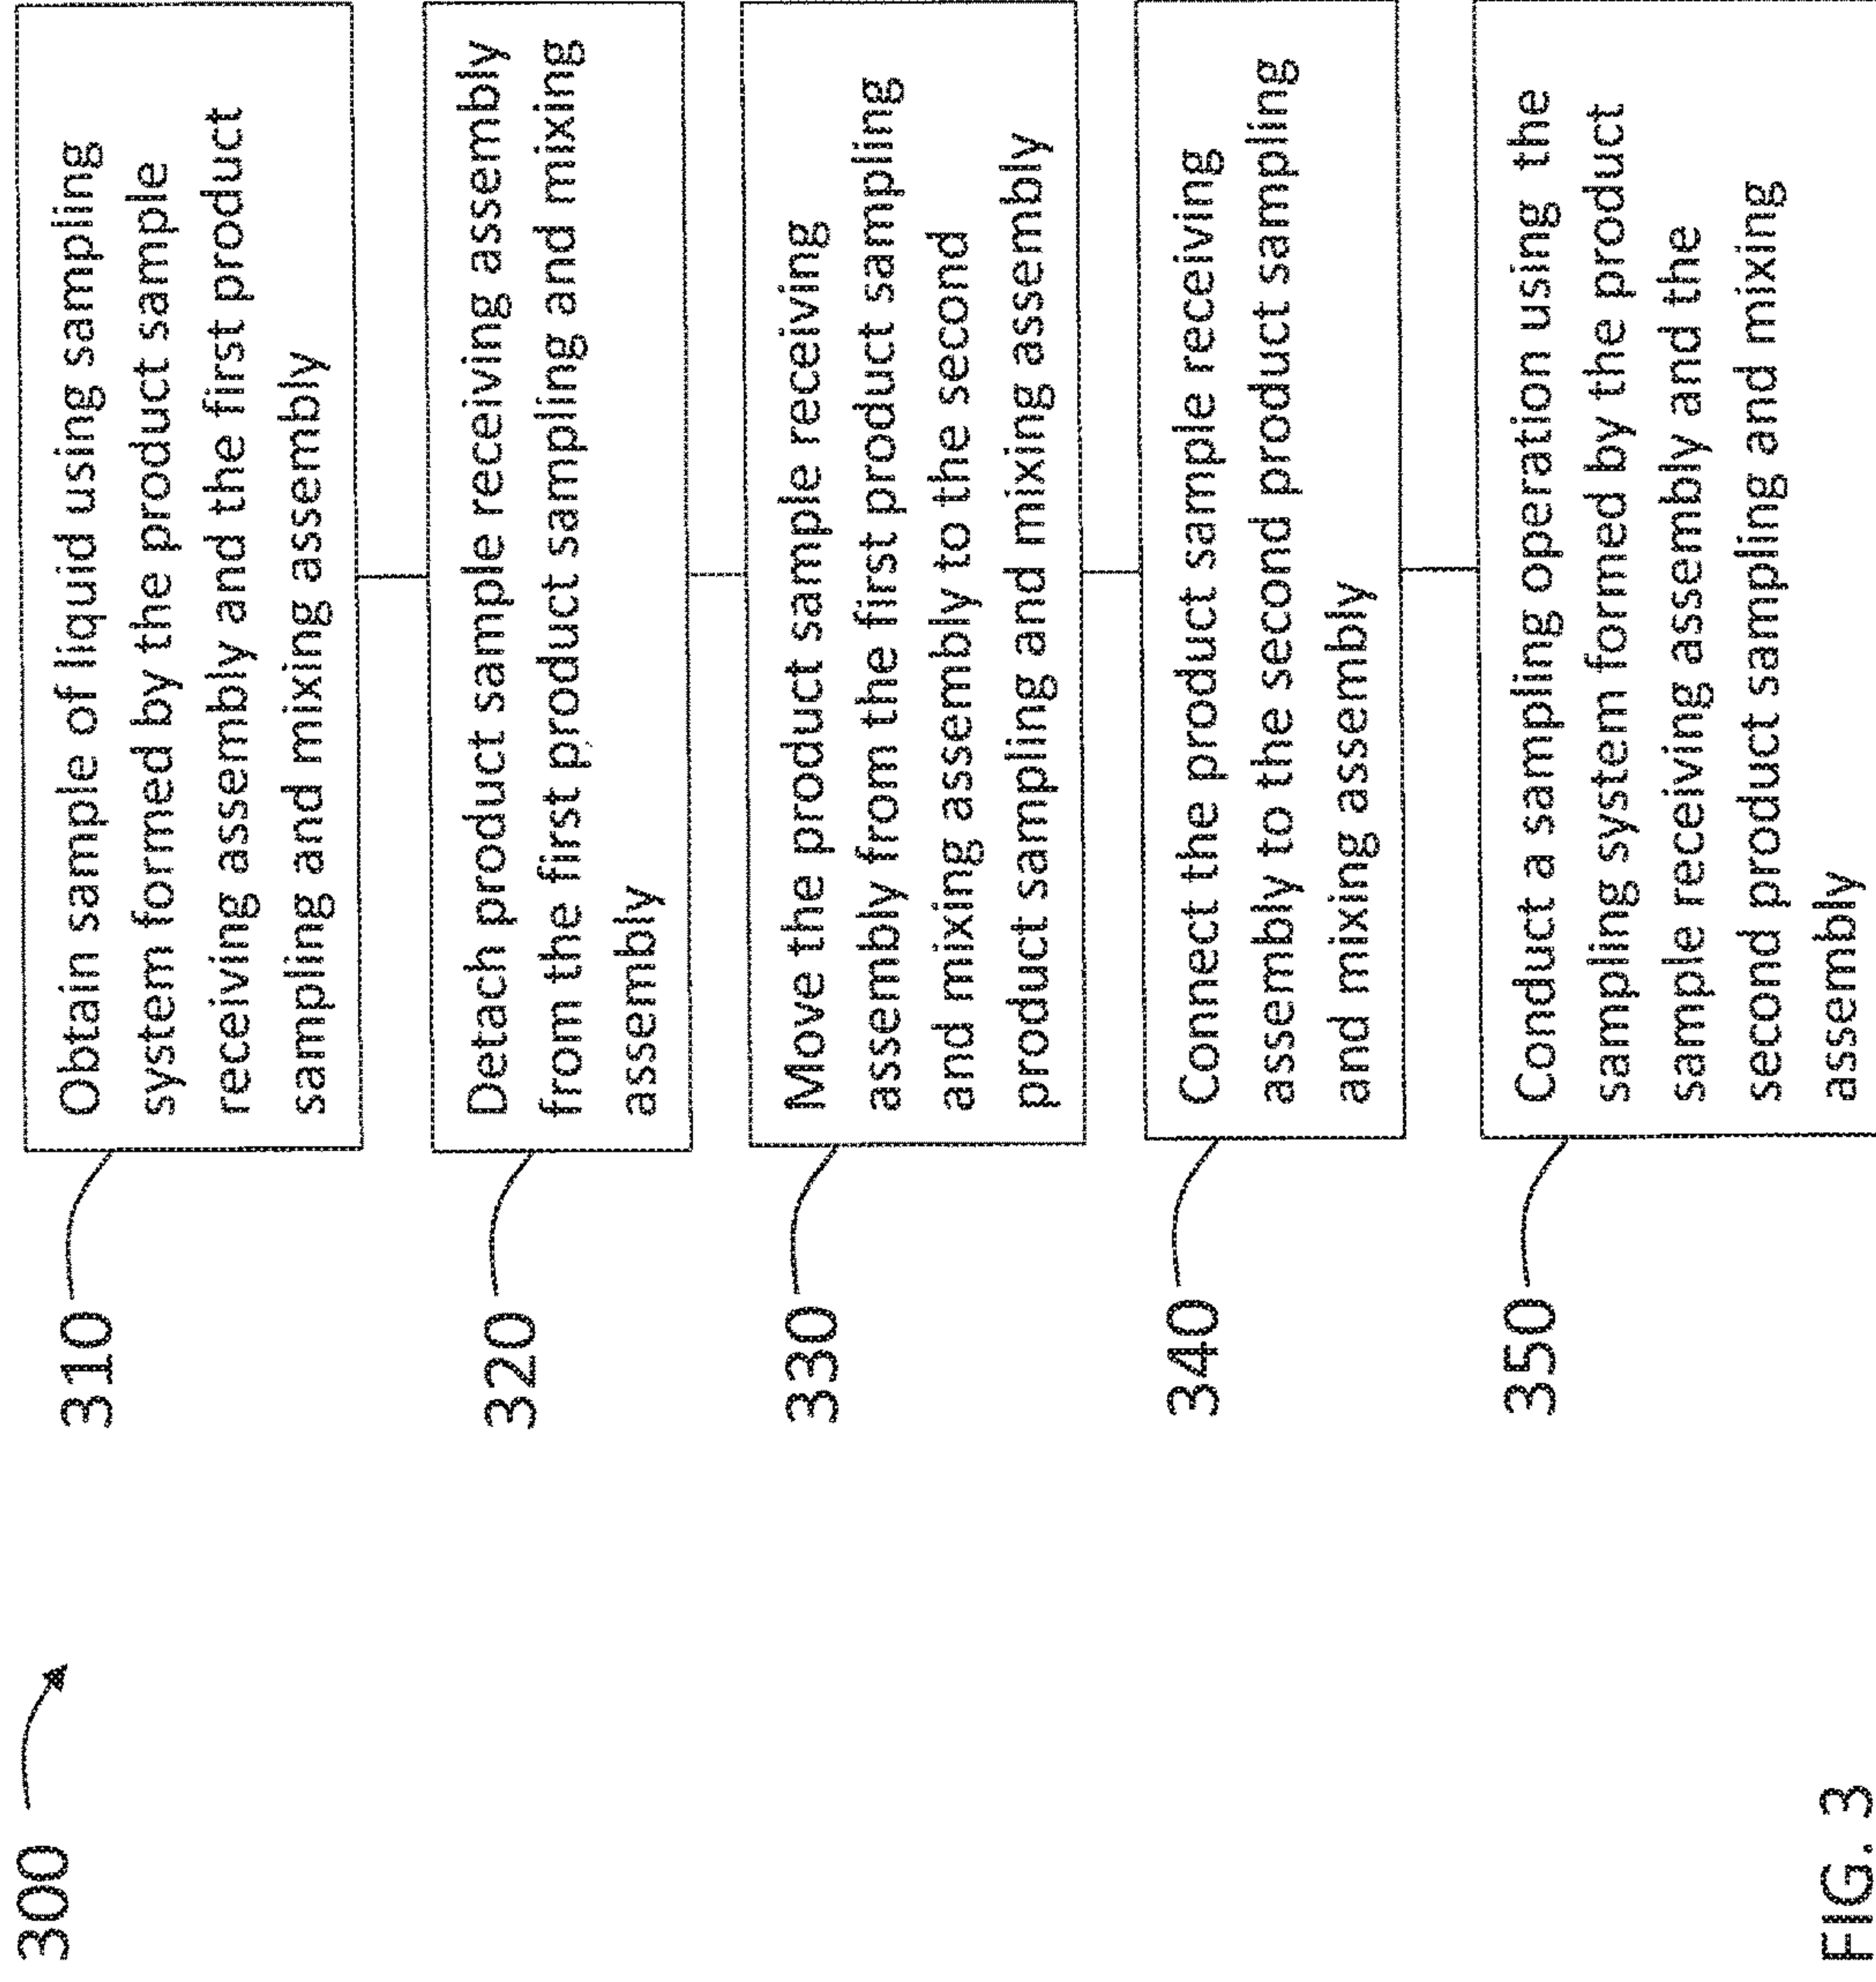 300
310
Obtain sample of liquid using sampling
system formed by the product sample
receiving assembly and the first product
sampling and mixing assembly
320
Detach product sample receiving assembly
from the first product sampling and mixing
assembly
330
Move the product sample receiving
assembly from the first product sampling
and mixing assembly to the second
product sampling and mixing assembly
340
Connect the product sample receiving
assembly to the second product sampling
and mixing assembly
350
Conduct a sampling operation using the
sampling system formed by the product
sample receiving assembly and the
second product sampling and mixing
assembly
FIG. 3